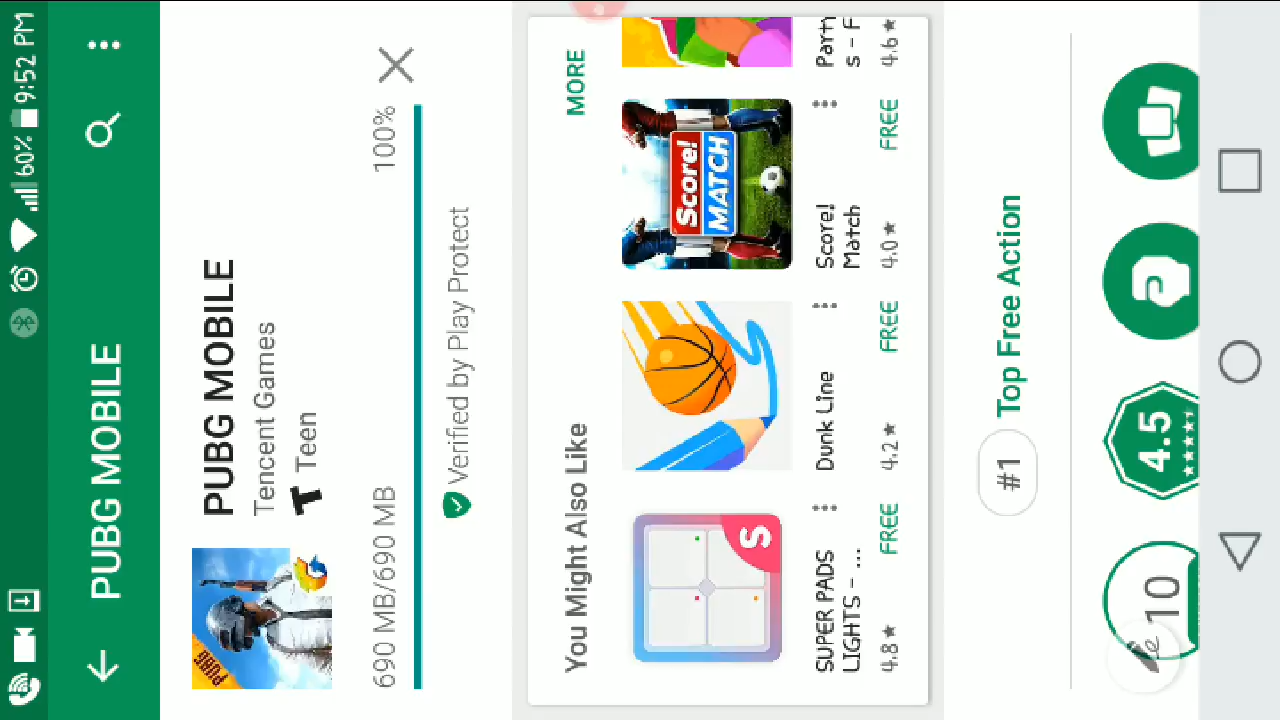 60% 9:52 PM
PUBG MOBILE
PUBG MOBILE
Tencent Games
Teen
690 MB/690 MB 100%
Verified by Play Protect
You Might Also Like MORE
Score!
MATCH
S
PUBG
SUPER PADS
LIGHTS - ...
4.8★ FREE
Dunk Line
4.2★ FREE
Score!
Match
4.0★ FREE
Part
s - F
4.6★
#1 Top Free Action
10
4.5